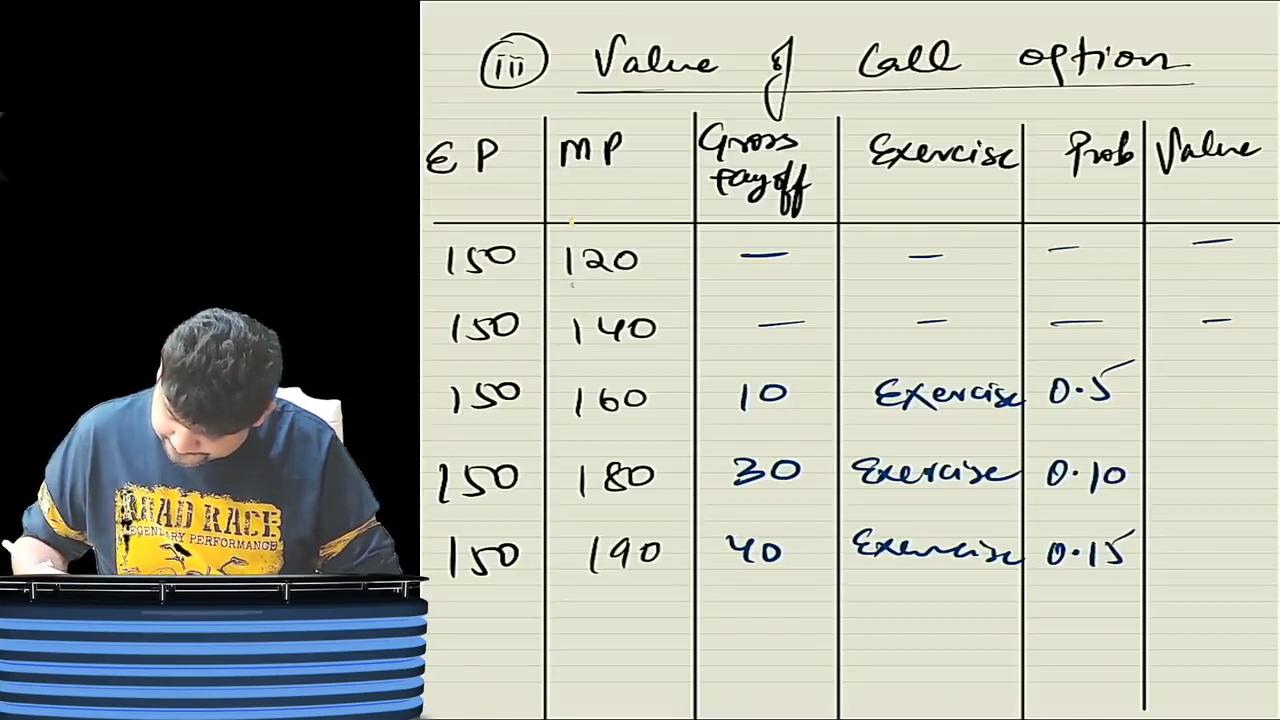 iii Value of Call option
EP MP Gross payoff Exercise Prob Value
150 120 — — — —
150 140 — — — —
150 160 10 Exercise 0.5
150 180 30 Exercise 0.10
150 190 40 Exercise 0.15
ROAD RACE
LEGENDARY PERFORMANCE